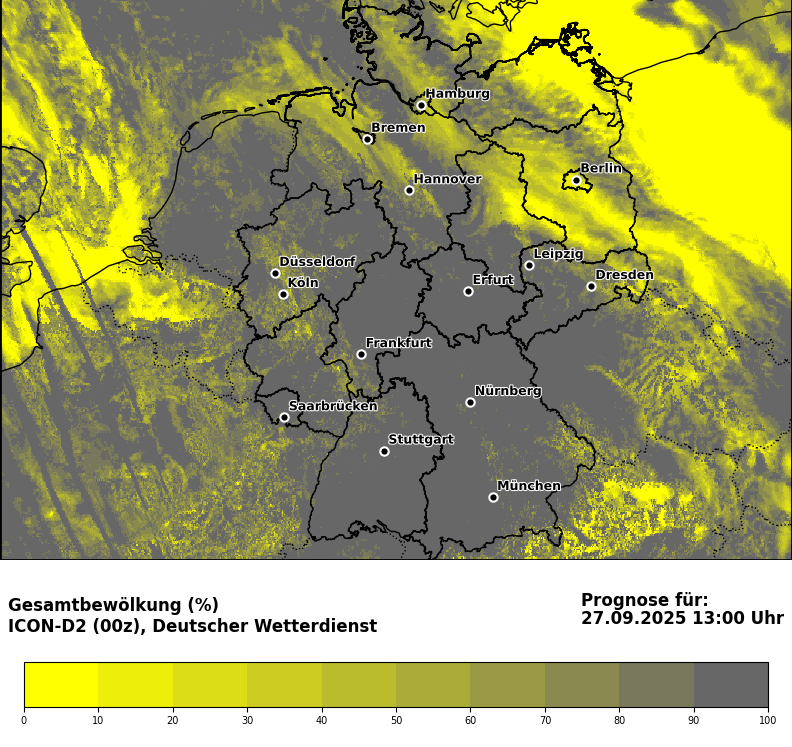 Hamburg
Bremen
Berlin
Hannover
Leipzig
Düsseldorf
Dresden
Köln
Erfurt
Frankfurt
Nürnberg
Saarbrücken
Stuttgart
München
Gesamtbewölkung (%)
ICON-D2 (00z), Deutscher Wetterdienst
Prognose für:
27.09.2025 13:00 Uhr
0 10 20 30 40 50 60 70 80 90 100